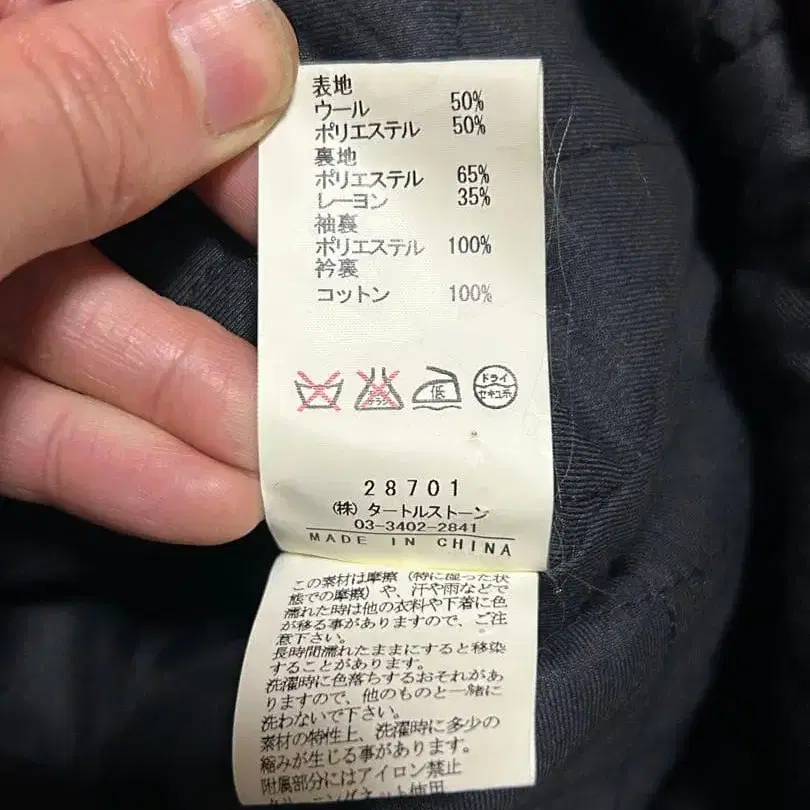 表地
ウール 50%
ポリエステル 50%
裏地
ポリエステル 65%
レーヨン 35%
袖裏
ポリエステル 100%
衿裏
コットン 100%
低
ドライ
セキユ系
28701
(株) タートルストーン
03-3402-2841
MADE IN CHINA
この素材は摩擦(特に湿った状
態での摩擦)や、汗や雨などで
濡れた時は他の衣料や下着に色
が移る事がありますので、ご注
意下さい。
長時間濡れたままにすると移染
することがあります。
洗濯時に色落ちするおそれがあ
りますので、他のものと一緒に
洗わないで下さい。
素材の特性上、洗濯時に多少の
縮みが生じる事があります。
附属部分にはアイロン禁止
クリーニングネット使用